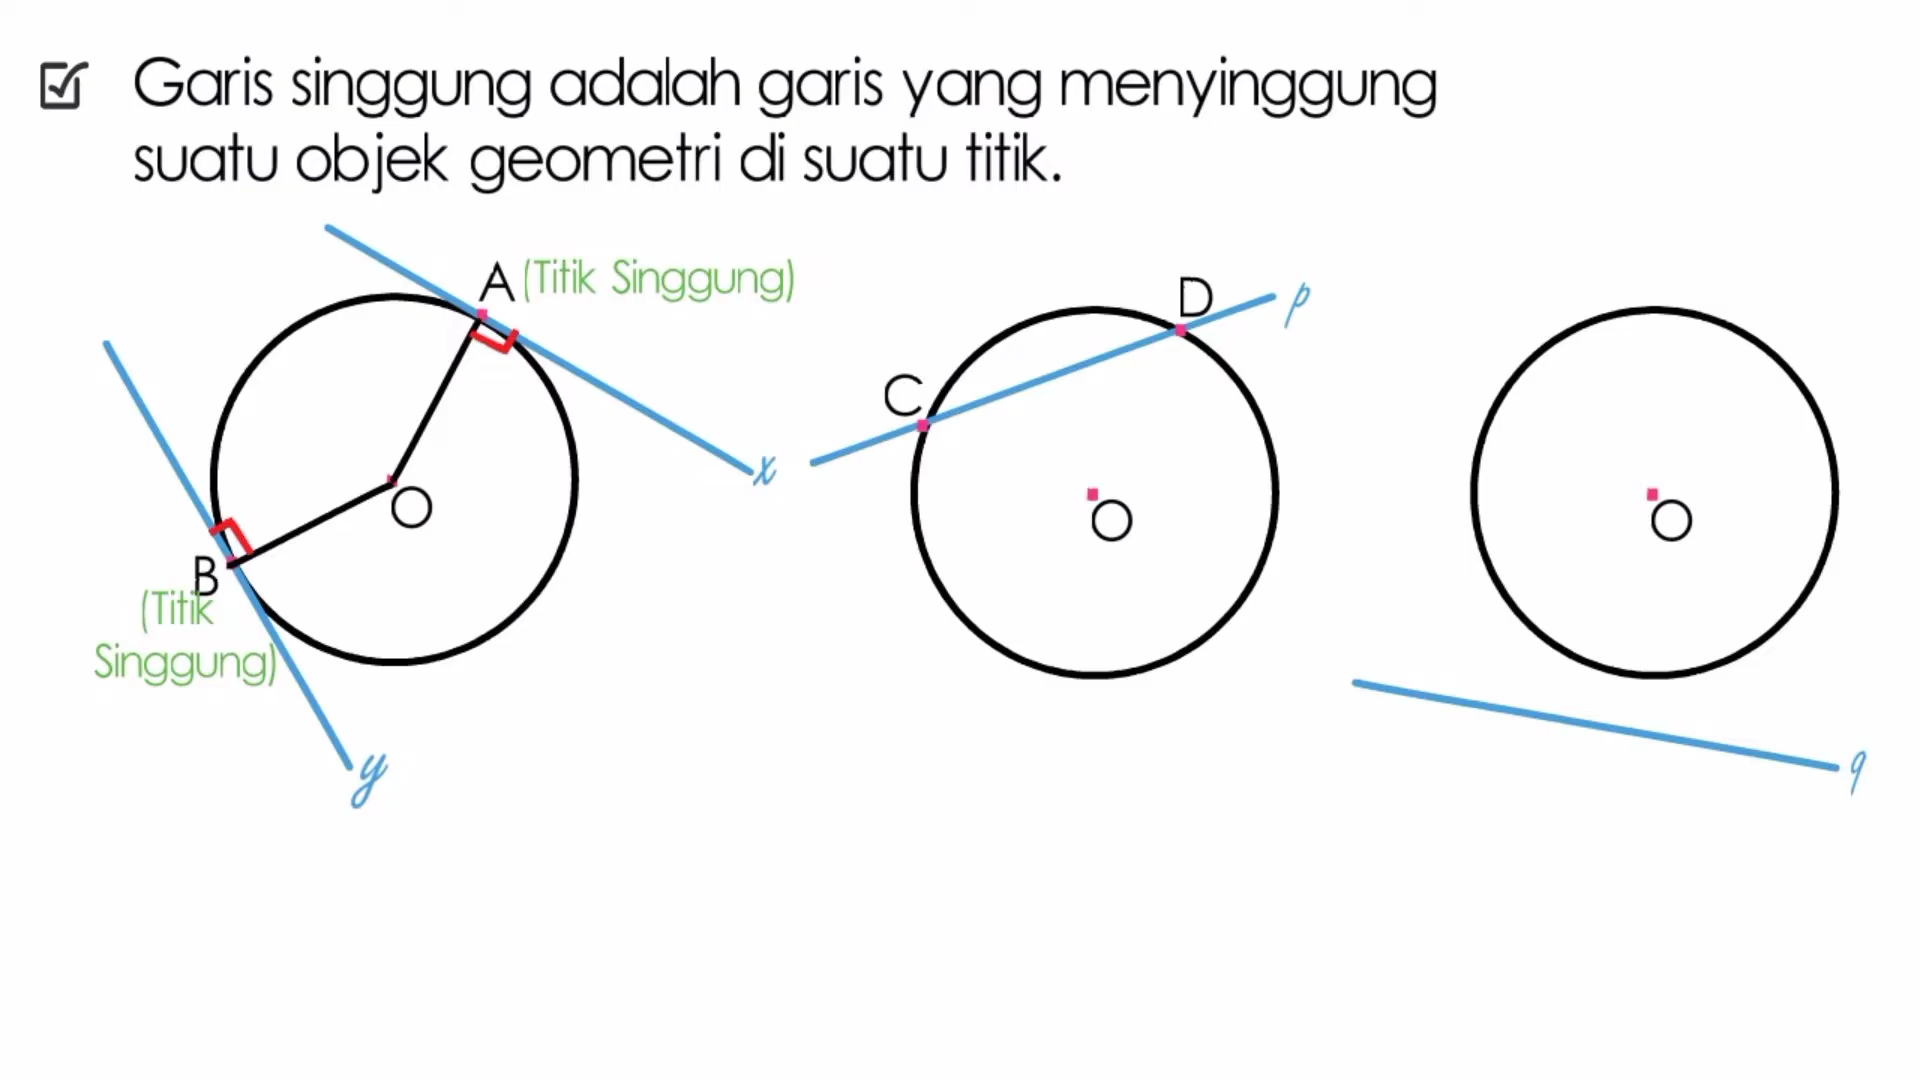 Garis singgung adalah garis yang menyinggung
suatu objek geometri di suatu titik.
A (Titik Singgung)
x
O
B
(Titik
Singgung)
y
D
p
C
O
O
q